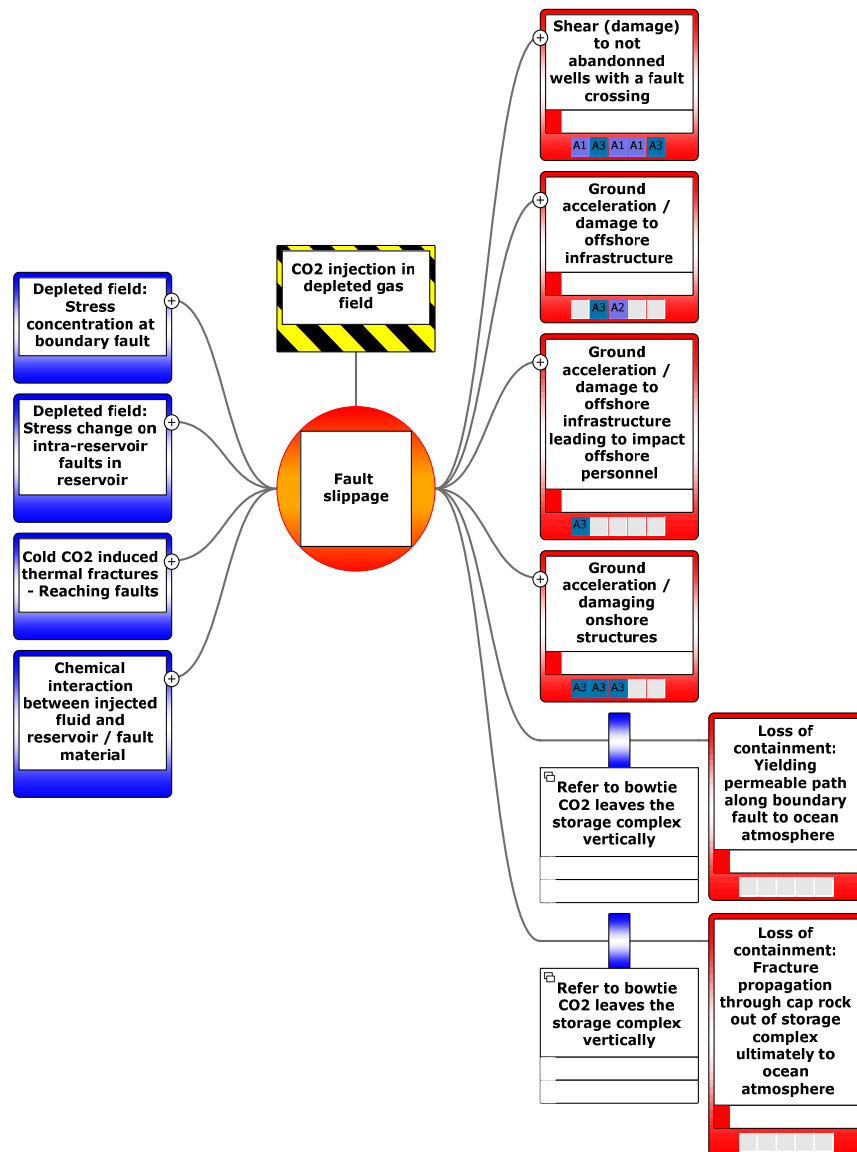 Shear (damage)
to not
abandonned
wells with a fault
crossing
A1 A3 A1 A1 A3
Ground
acceleration /
damage to
offshore
infrastructure
A3 A2
CO2 injection in
depleted gas
field
Depleted field:
Stress
concentration at
boundary fault
Depleted field:
Stress change on
intra-reservoir
faults in
reservoir
Cold CO2 induced
thermal fractures
- Reaching faults
Chemical
interaction
between injected
fluid and
reservoir / fault
material
Fault
slippage
Ground
acceleration /
damage to
offshore
infrastructure
leading to impact
offshore
personnel
A3
Ground
acceleration /
damaging
onshore
structures
A3 A3 A3
Refer to bowtie
CO2 leaves the
storage complex
vertically
Loss of
containment:
Yielding
permeable path
along boundary
fault to ocean
atmosphere
Refer to bowtie
CO2 leaves the
storage complex
vertically
Loss of
containment:
Fracture
propagation
through cap rock
out of storage
complex
ultimately to
ocean
atmosphere